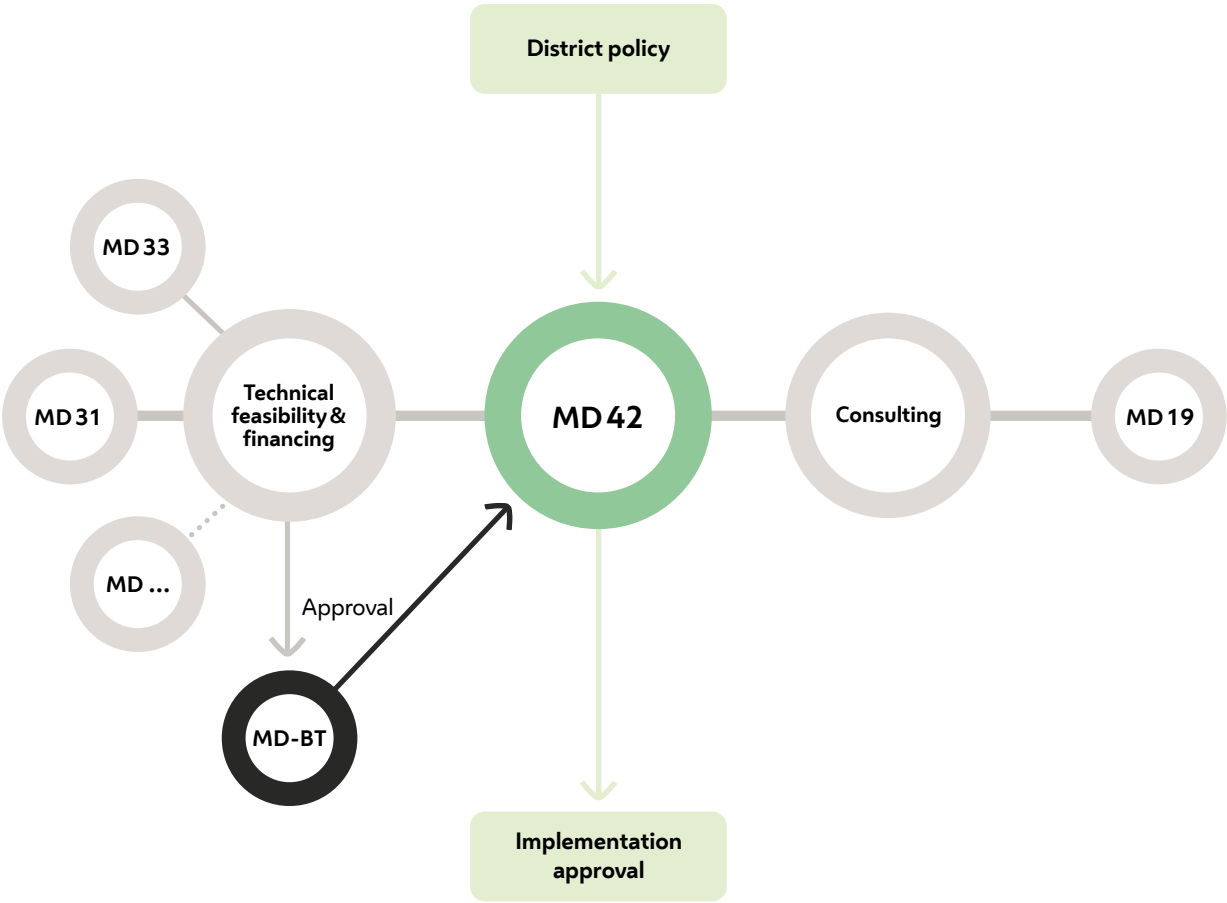 District policy
MD 33
Technical
feasibility &
financing
MD 31
MD 42
Consulting
MD 19
MD ...
Approval
MD-BT
Implementation
approval